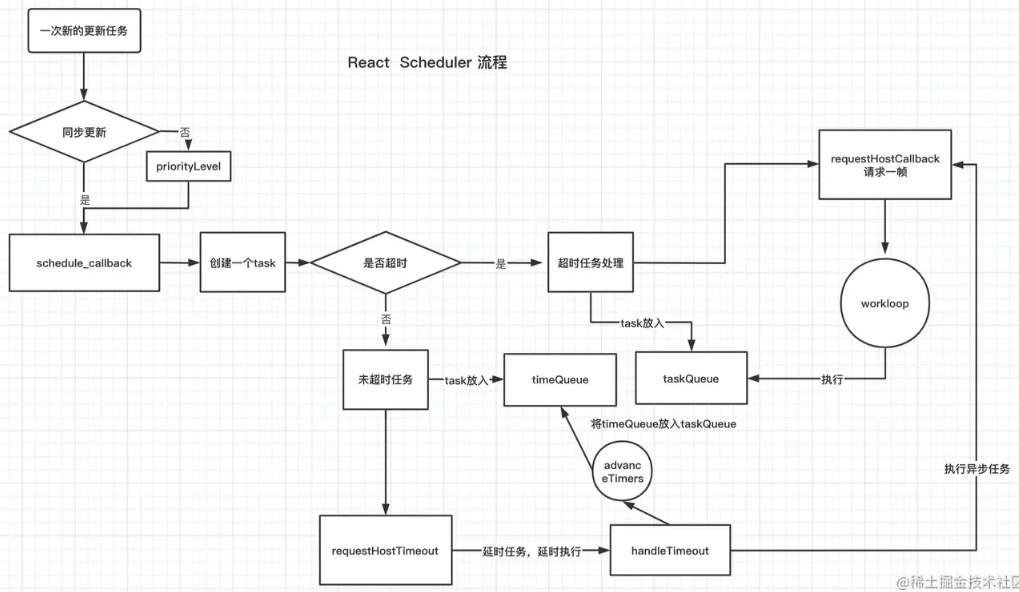 一次新的更新任务
React Scheduler 流程
同步更新
否
priorityLevel
是
schedule_callback
创建一个task
是否超时
是
超时任务处理
requestHostCallback
请求一帧
workloop
否
task放入
未超时任务
task放入
timeQueue
taskQueue
执行
将timeQueue放入taskQueue
advanc
eTimers
执行异步任务
requestHostTimeout
延时任务，延时执行
handleTimeout
@稀土掘金技术社区